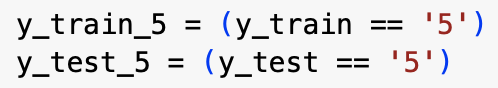 y_train_5 = (y_train == '5')
y_test_5 = (y_test == '5')